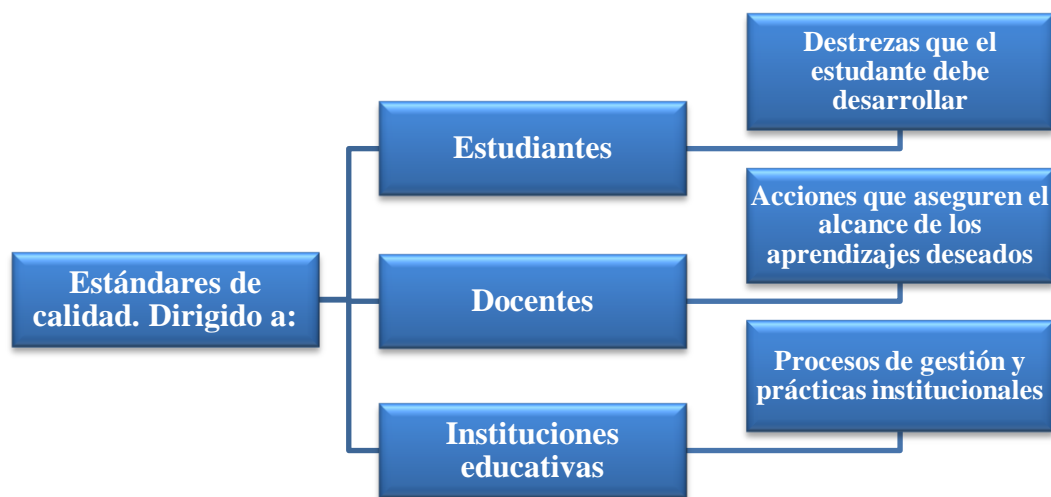 Estándares de
calidad. Dirigido a:
Estudiantes
Destrezas que el
estudiante debe
desarrollar
Docentes
Acciones que aseguren el
alcance de los
aprendizajes deseados
Instituciones
educativas
Procesos de gestión y
prácticas institucionales